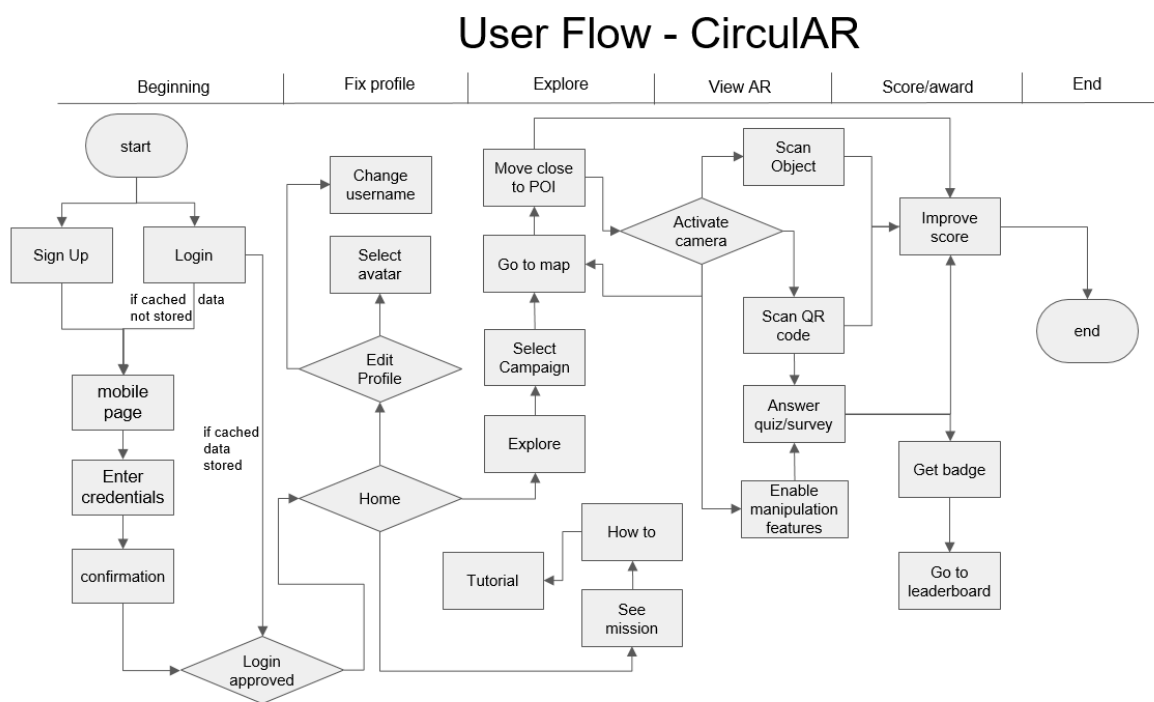 User Flow - CirculAR
Beginning
Fix profile
Explore
View AR
Score/award
End
start
Sign Up
Login
if cached data
not stored
mobile
page
Enter
credentials
confirmation
if cached
data
stored
Login
approved
Change
username
Select
avatar
Edit
Profile
Home
Move close
to POI
Go to map
Select
Campaign
Explore
How to
Tutorial
See
mission
Activate
camera
Scan
Object
Scan QR
code
Answer
quiz/survey
Enable
manipulation
features
Improve
score
Get badge
Go to
leaderboard
end